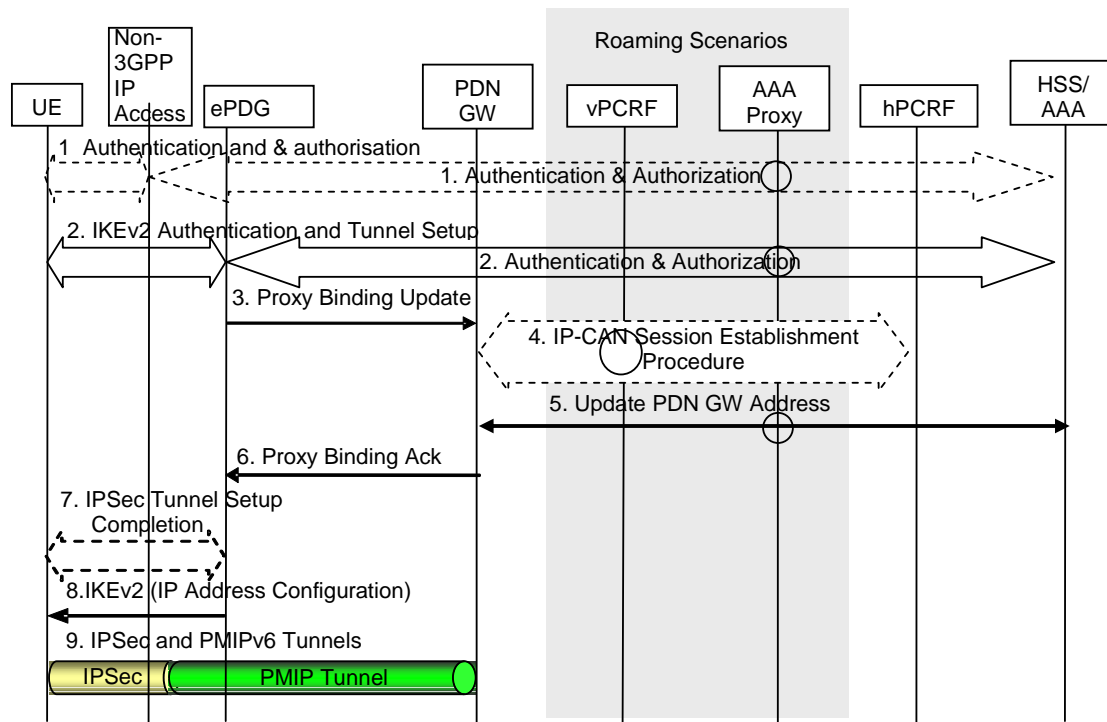 Roaming Scenarios
Non-
3GPP
IP
Access
UE
ePDG
PDN
GW
vPCRF
AAA
Proxy
hPCRF
HSS/
AAA
1 Authentication and & authorisation
1. Authentication & Authorization
2. IKEv2 Authentication and Tunnel Setup
2. Authentication & Authorization
3. Proxy Binding Update
4. IP-CAN Session Establishment
Procedure
5. Update PDN GW Address
6. Proxy Binding Ack
7. IPSec Tunnel Setup
Completion
8.IKEv2 (IP Address Configuration)
9. IPSec and PMIPv6 Tunnels
IPSec
PMIP Tunnel